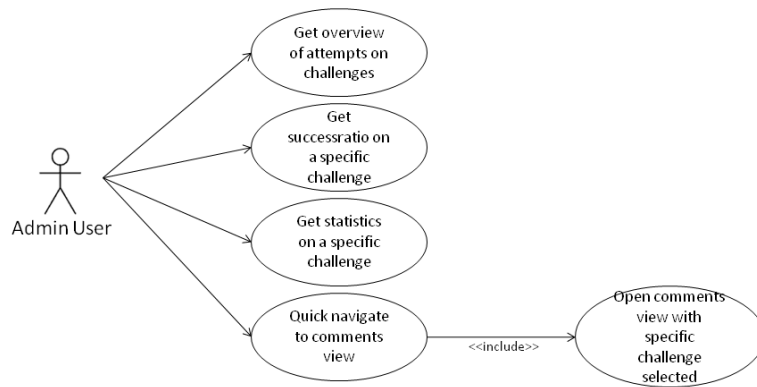 Get overview
of attempts on
challenges
Get
successratio on
a specific
challenge
Admin User
Get statistics
on a specific
challenge
Quick navigate
to comments
view
<<include>>
Open comments
view with
specific
challenge
selected